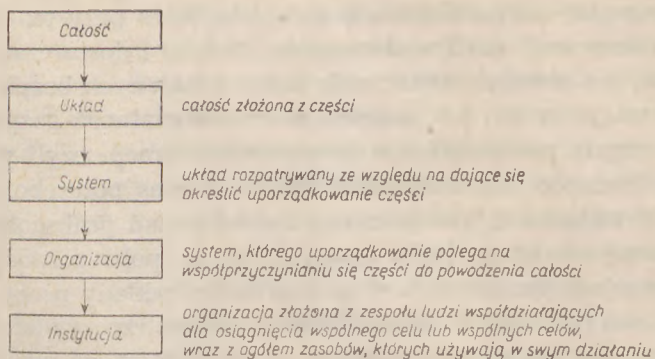 Całość
Układ
całość złożona z części
System
układ rozpatrywany ze względu na dające się
określić uporządkowanie części
Organizacja
system, którego uporządkowanie polega na
współprzyczynianiu się części do powodzenia całości
Instytucja
organizacja złożona z zespołu ludzi współdziałających
dla osiągnięcia wspólnego celu lub wspólnych celów,
wraz z ogółem zasobów, których używają w swym działaniu